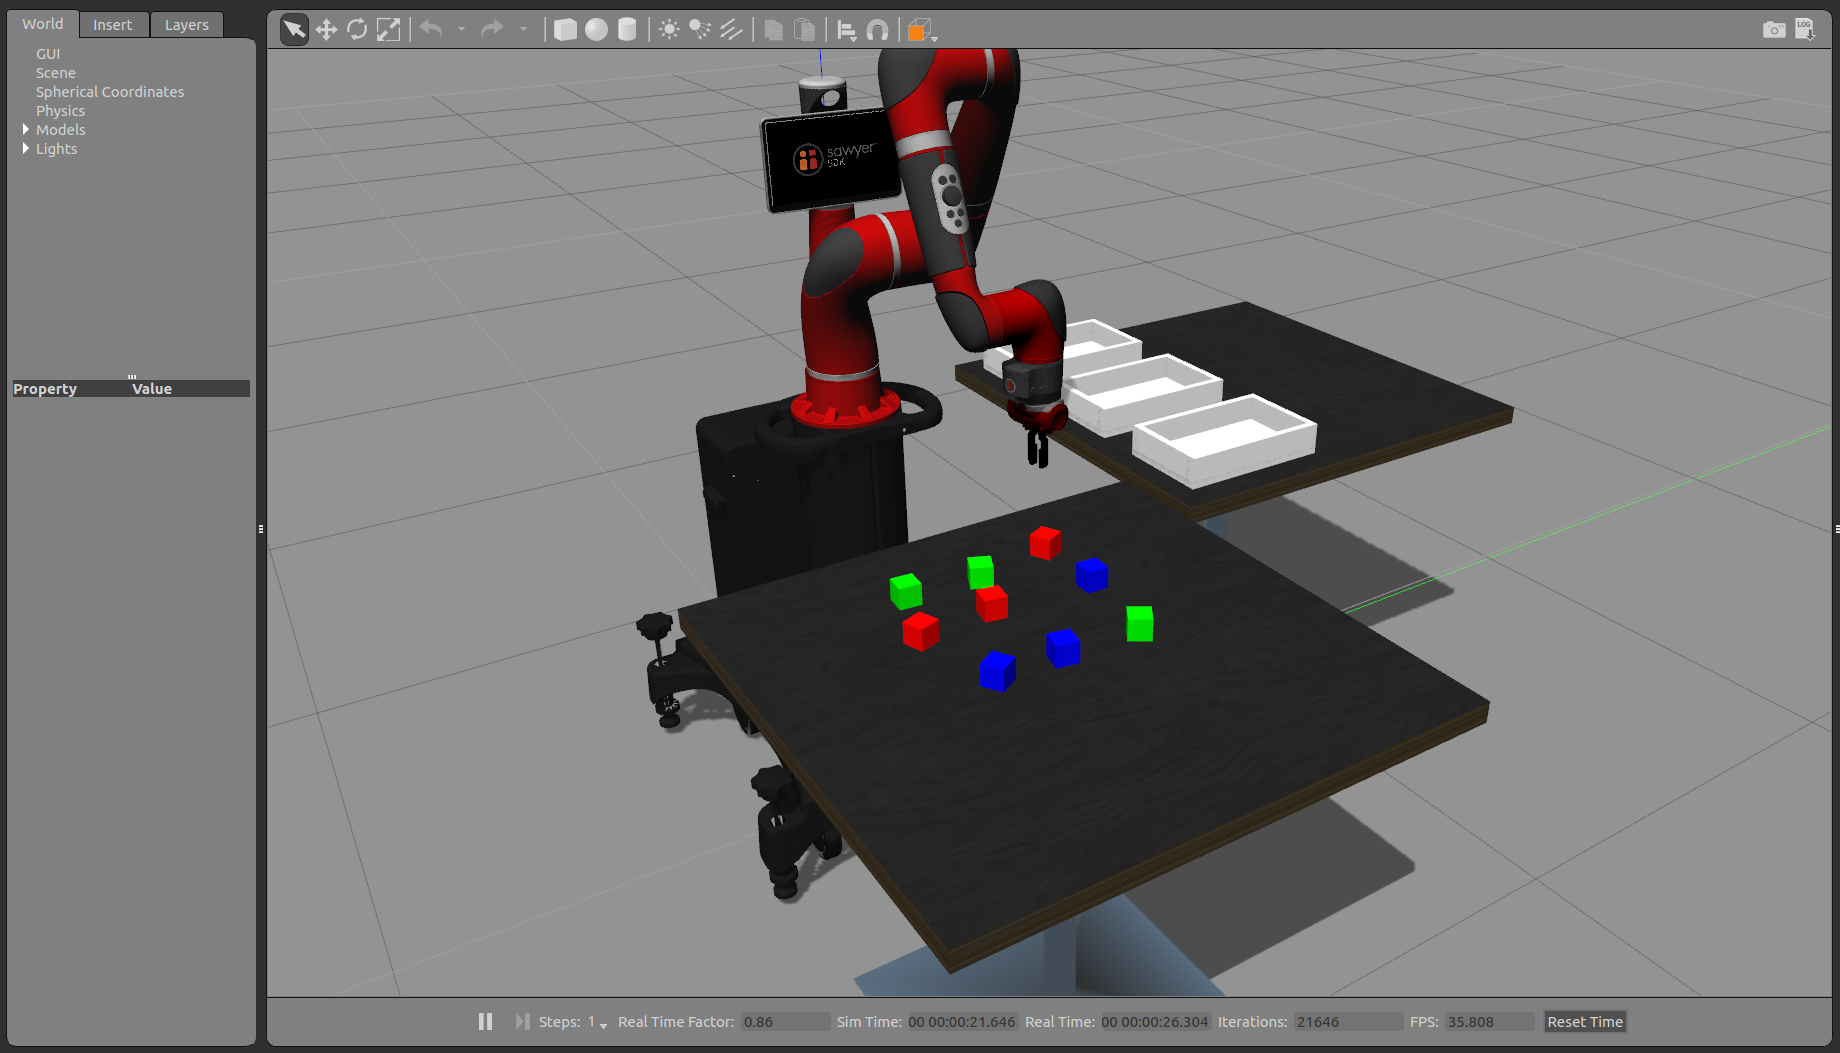 World Insert Layers
GUI
Scene
Spherical Coordinates
Physics
Models
Lights
Property Value
LOG
sawyer
SDK
Steps: 1 Real Time Factor: 0.86 Sim Time: 00 00:00:21.646 Real Time: 00 00:00:26.304 Iterations: 21646 FPS: 35.808 Reset Time